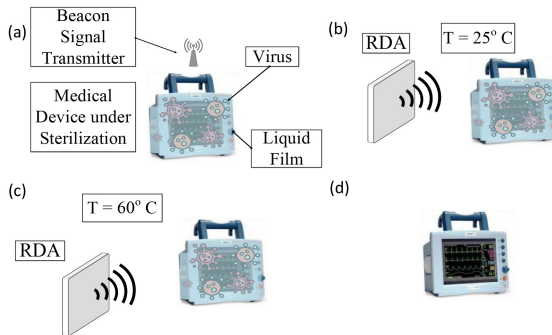 (a)
Beacon
Signal
Transmitter
Virus
Medical
Device under
Sterilization
Liquid
Film
(b)
RDA
T = 25° C
(c)
T = 60° C
RDA
(d)